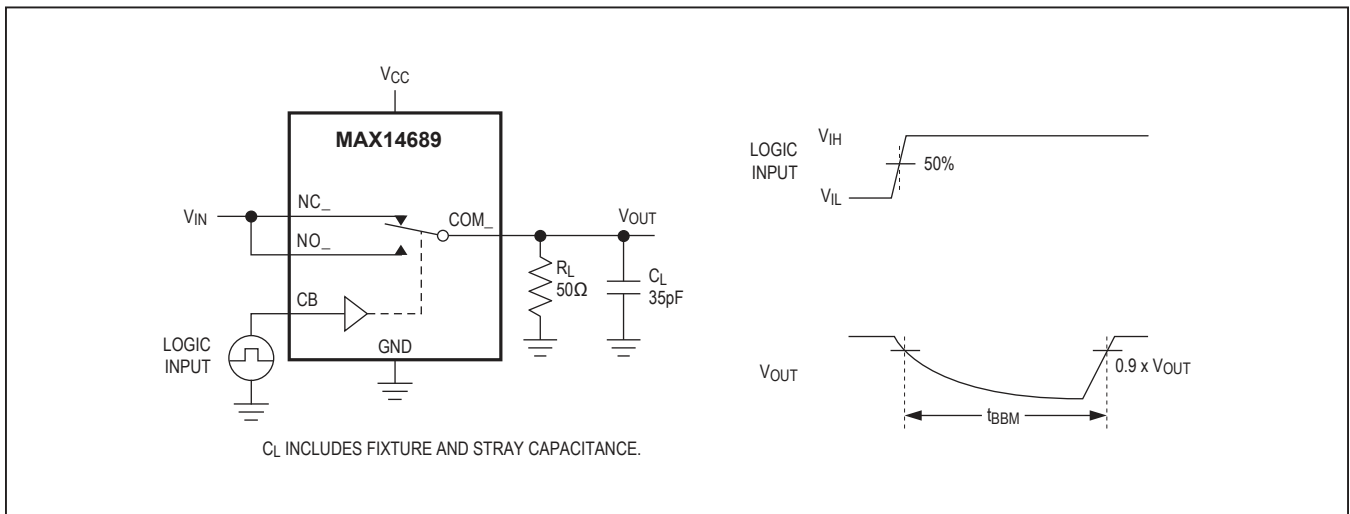 VCC
MAX14689
VIN
NC_
NO_
COM_
VOUT
RL
50Ω
CL
35pF
CB
LOGIC
INPUT
GND
CL INCLUDES FIXTURE AND STRAY CAPACITANCE.
LOGIC
INPUT
VIH
VIL
50%
VOUT
0.9 x VOUT
tBBM